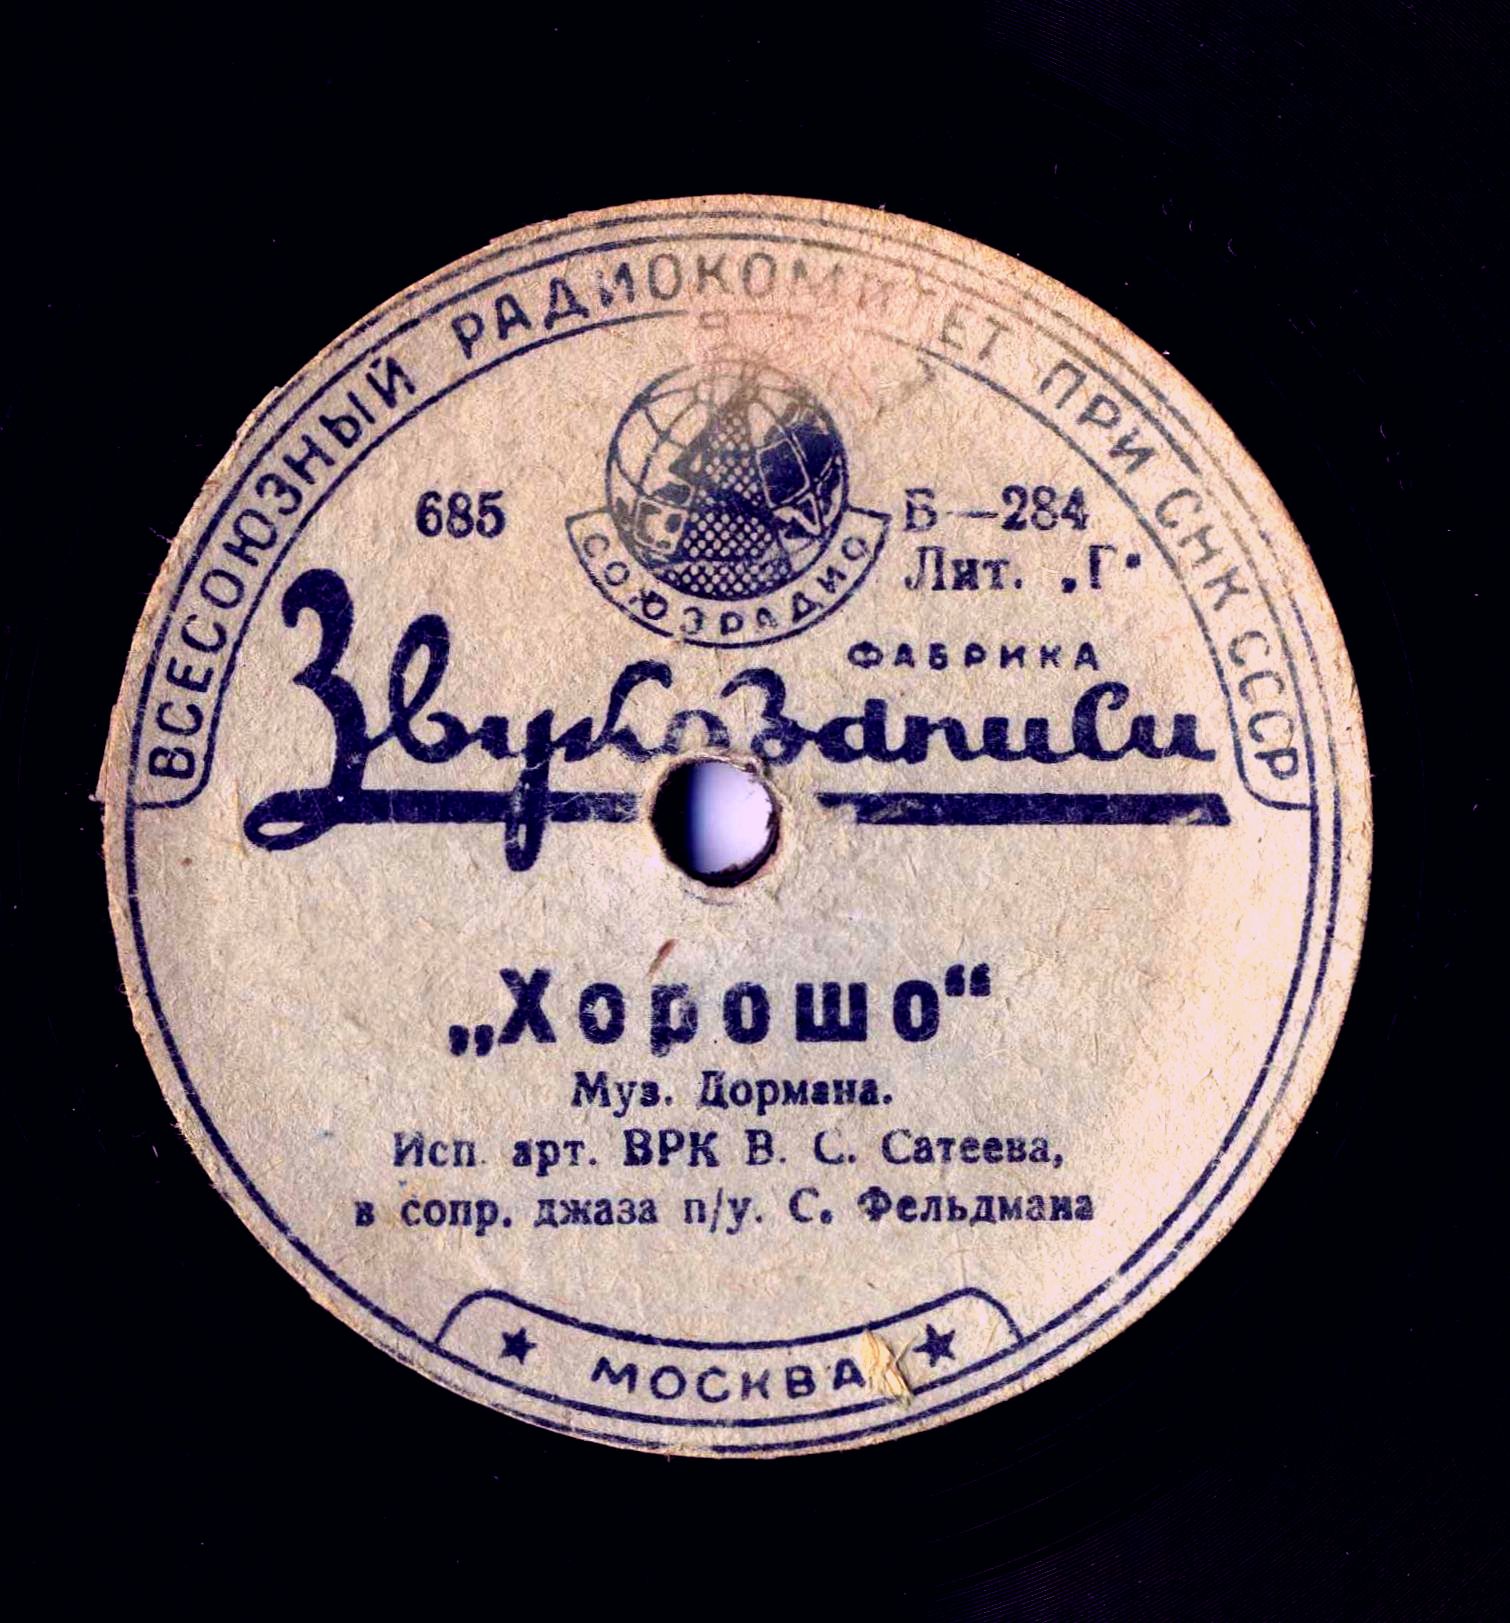 ВСЕСОЮЗНЫЙ РАДИОКОМИТЕТ ПРИ СНК СССР
685
СОЮЗРАДИО
Б—284
Лит. „Г“
ФАБРИКА
Звукозаписи
„Хорошо“
Муз. Дормана.
Исп. арт. ВРК В. С. Сатеева,
в сопр. джаза п/у. С. Фельдмана
★ МОСКВА ★